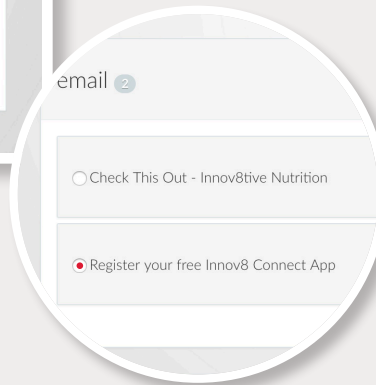 email 2
Check This Out - Innov8tive Nutrition
Register your free Innov8 Connect App